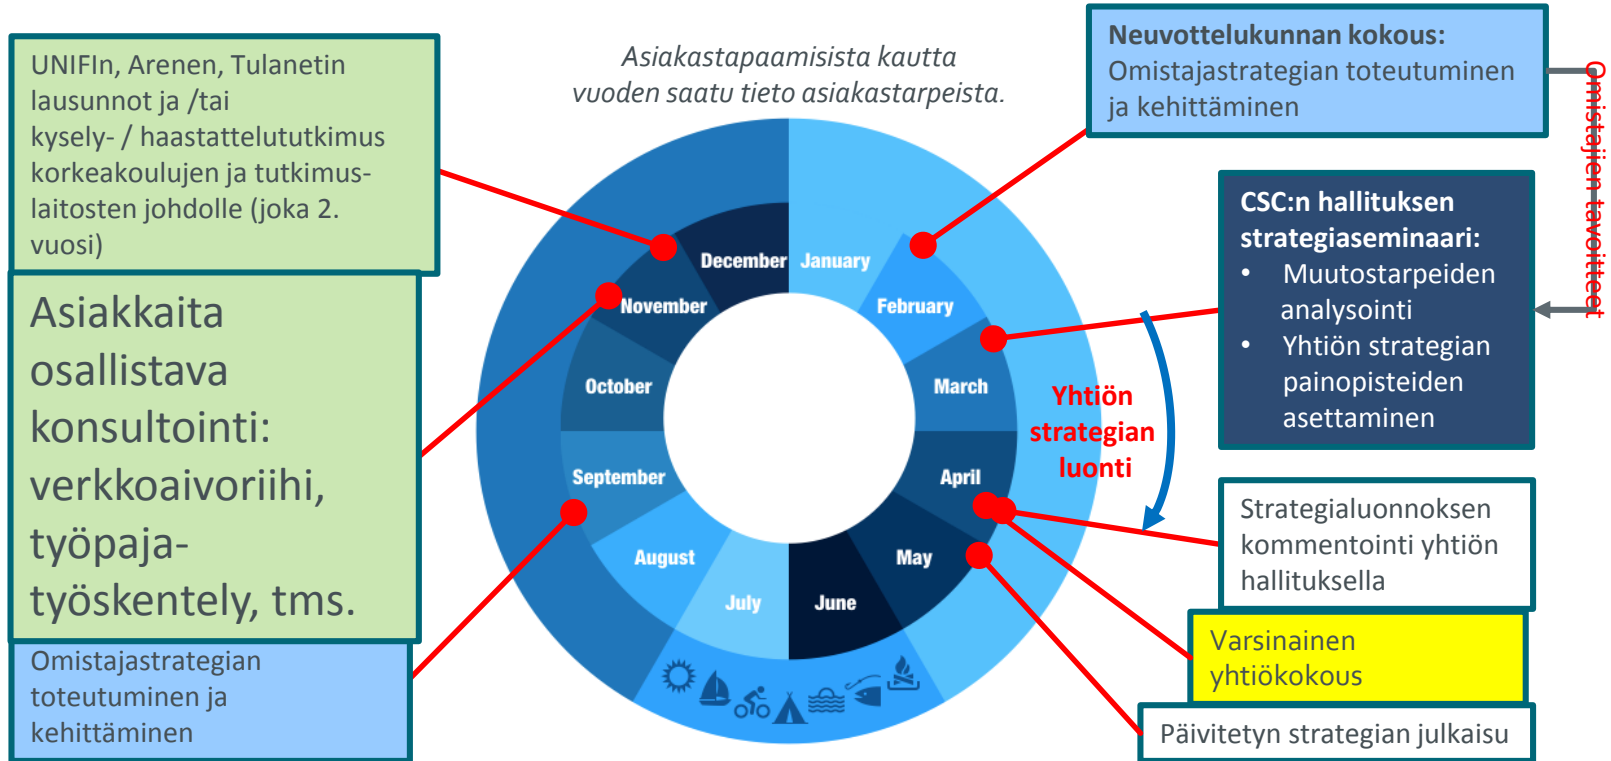 UNIFIn, Arenen, Tulanetin
lausunnot ja /tai
kysely- / haastattelututkimus
korkeakoulujen ja tutkimus-
laitosten johdolle (joka 2.
vuosi)
Asiakkaita
osallistava
konsultointi:
verkkoaivoriihi,
työpaja-
työskentely, tms.
Omistajastrategian
toteutuminen ja
kehittäminen
Asiakastapaamisista kautta
vuoden saatu tieto asiakastarpeista.
December
January
November
February
October
March
September
April
August
May
July
June
Yhtiön
strategian
luonti
Neuvottelukunnan kokous:
Omistajastrategian toteutuminen
ja kehittäminen
Omistajien tavoitteet
CSC:n hallituksen
strategiaseminaari:
• Muutostarpeiden
analysointi
• Yhtiön strategian
painopisteiden
asettaminen
Strategialuonnoksen
kommentointi yhtiön
hallituksella
Varsinainen
yhtiökokous
Päivitetyn strategian julkaisu